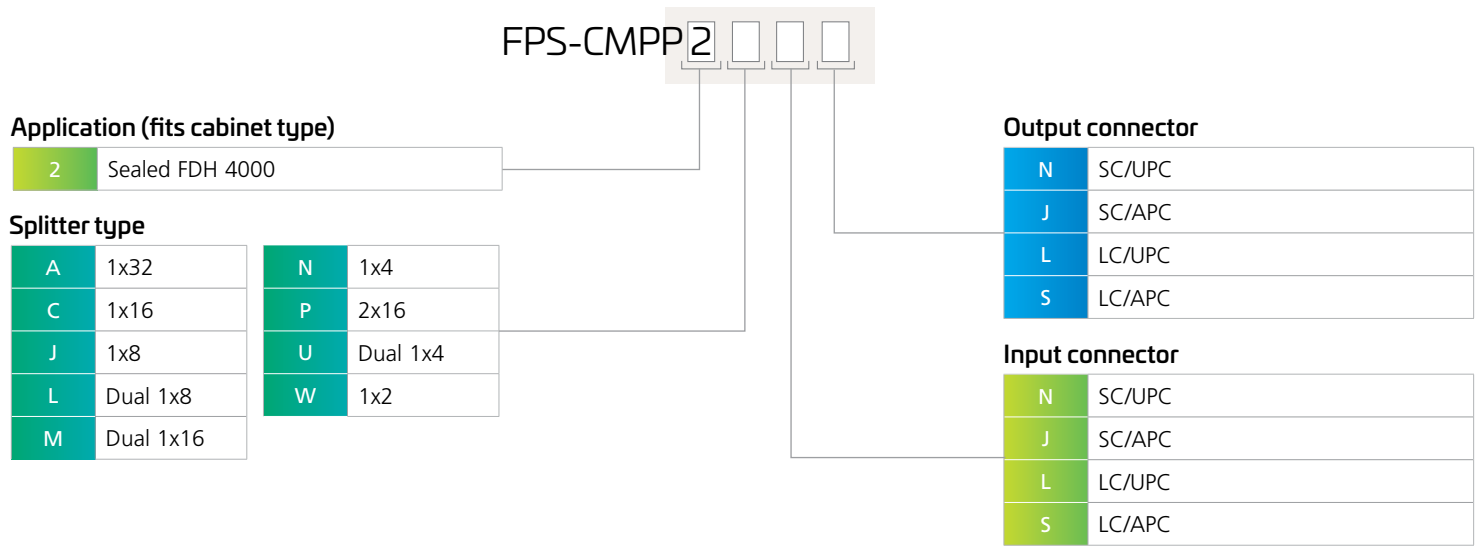 FPS-CMPP 2
Application (fits cabinet type)
2 Sealed FDH 4000
Splitter type
A 1x32
C 1x16
J 1x8
L Dual 1x8
M Dual 1x16
N 1x4
P 2x16
U Dual 1x4
W 1x2
Output connector
N SC/UPC
J SC/APC
L LC/UPC
S LC/APC
Input connector
N SC/UPC
J SC/APC
L LC/UPC
S LC/APC